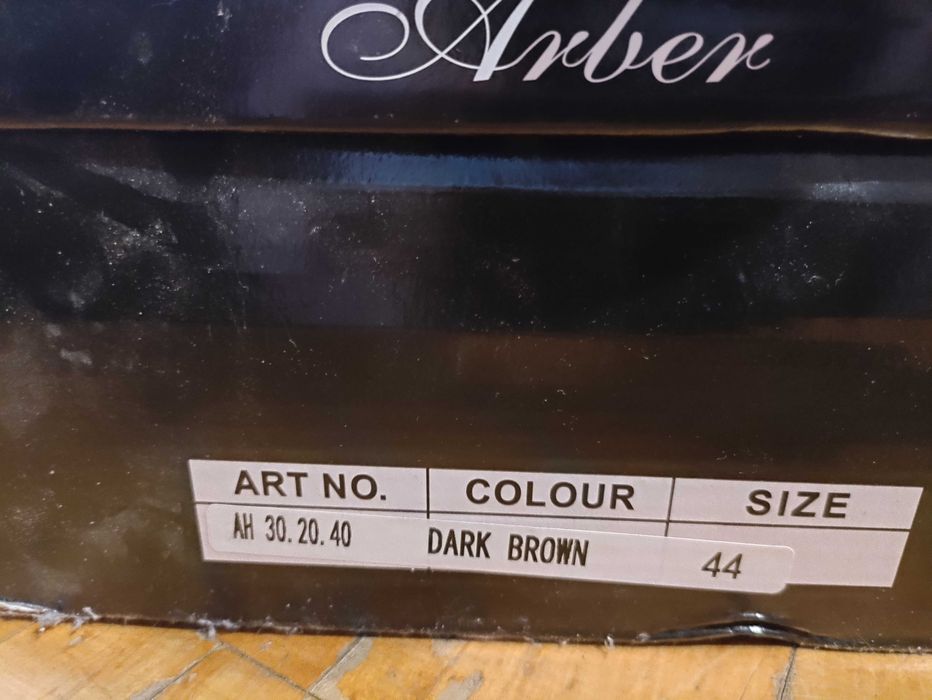 Arber
ART NO. COLOUR SIZE
AH 30.20.40 DARK BROWN 44